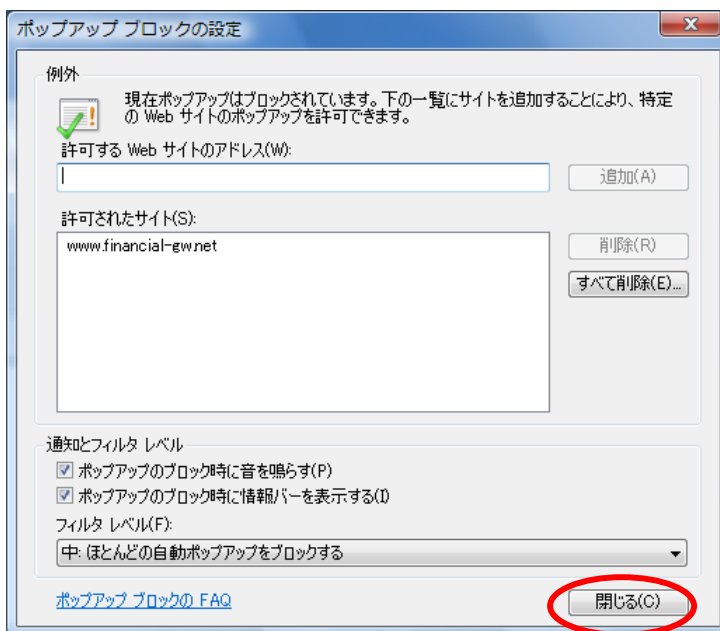 ポップアップ ブロックの設定
例外
現在ポップアップはブロックされています。下の一覧にサイトを追加することにより、特定
の Web サイトのポップアップを許可できます。
許可する Web サイトのアドレス(W):
追加(A)
許可されたサイト(S):
www.financial-gw.net
削除(R)
すべて削除(E)...
通知とフィルタ レベル
ポップアップのブロック時に音を鳴らす(P)
ポップアップのブロック時に情報バーを表示する(I)
フィルタ レベル(F):
中: ほとんどの自動ポップアップをブロックする
ポップアップ ブロックの FAQ
閉じる(C)